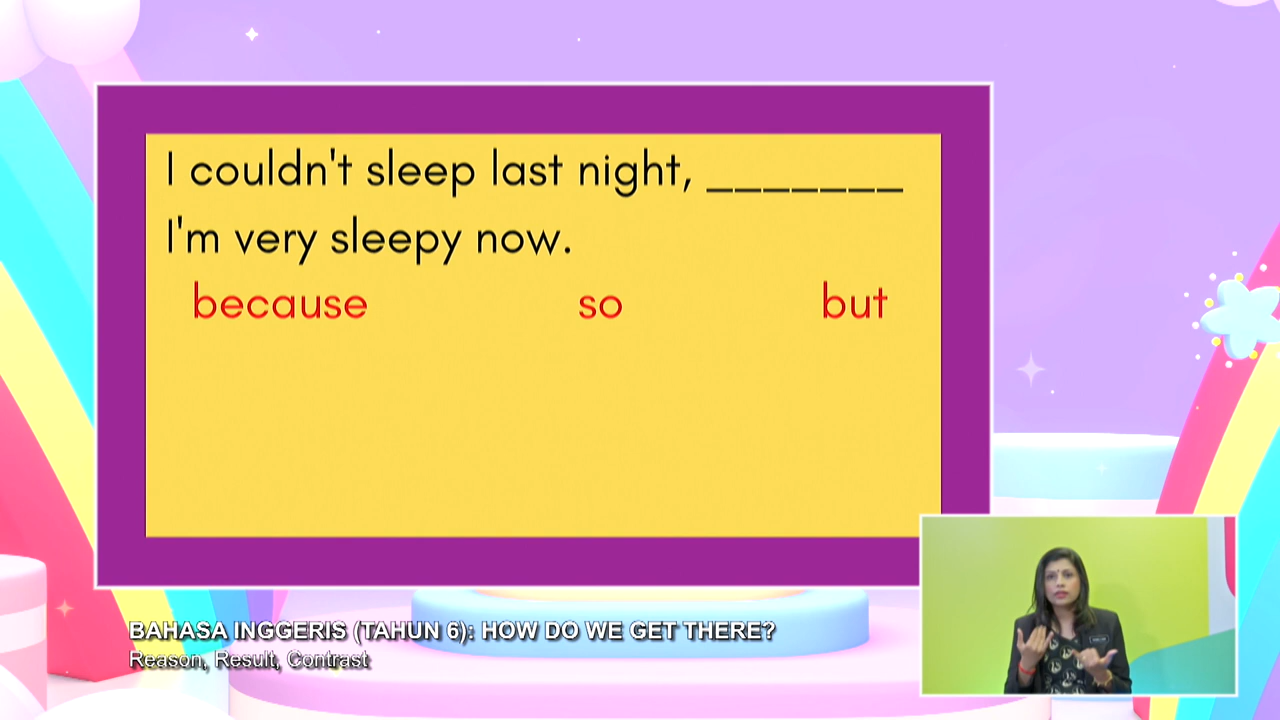 I couldn't sleep last night, _______
I'm very sleepy now.
because so but
BAHASA INGGERIS (TAHUN 6): HOW DO WE GET THERE?
Reason, Result, Contrast